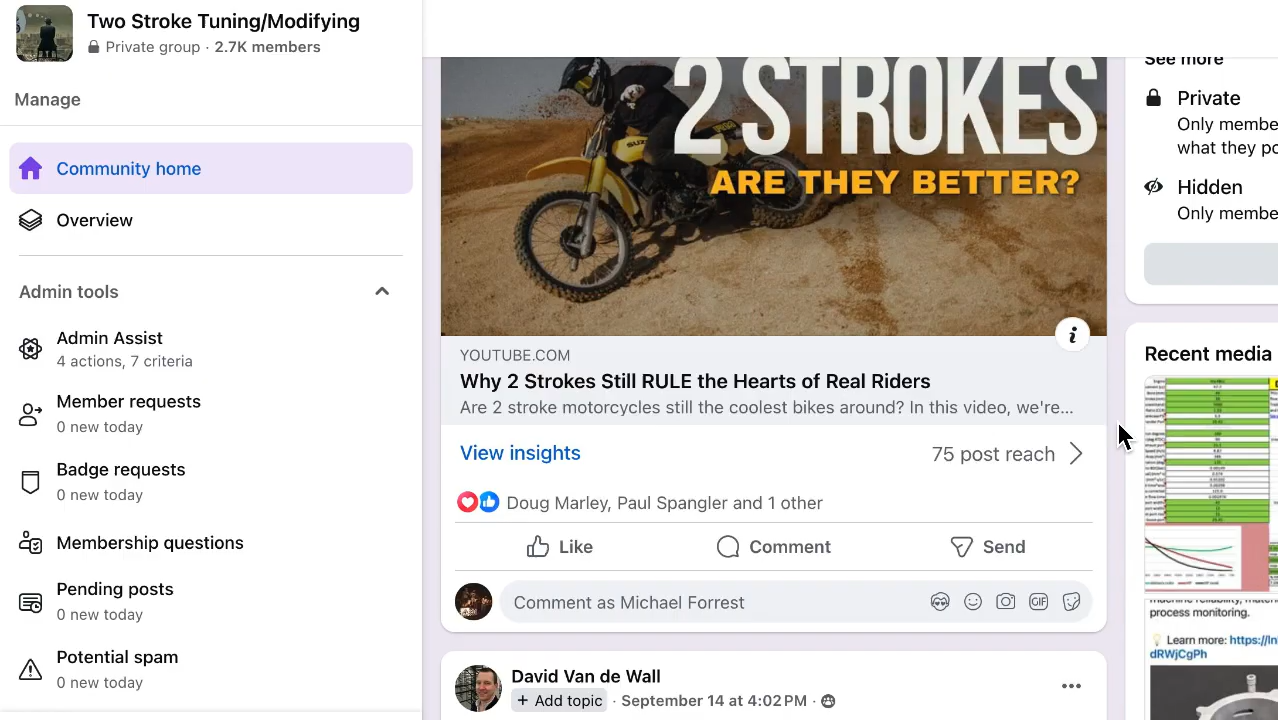 Two Stroke Tuning/Modifying
Private group · 2.7K members
Manage
Community home
Overview
Admin tools
Admin Assist
4 actions, 7 criteria
Member requests
0 new today
Badge requests
0 new today
Membership questions
Pending posts
0 new today
Potential spam
0 new today
2 STROKES
ARE THEY BETTER?
SUZ
YOUTUBE.COM
Why 2 Strokes Still RULE the Hearts of Real Riders
Are 2 stroke motorcycles still the coolest bikes around? In this video, we're...
View insights
75 post reach
Doug Marley, Paul Spangler and 1 other
Like
Comment
Send
Comment as Michael Forrest
GIF
David Van de Wall
+ Add topic · September 14 at 4:02 PM ·
See more
Private
Only membe
what they po
Hidden
Only membe
Recent media
process monitoring.
Learn more: https://ln
dRWjCgPh